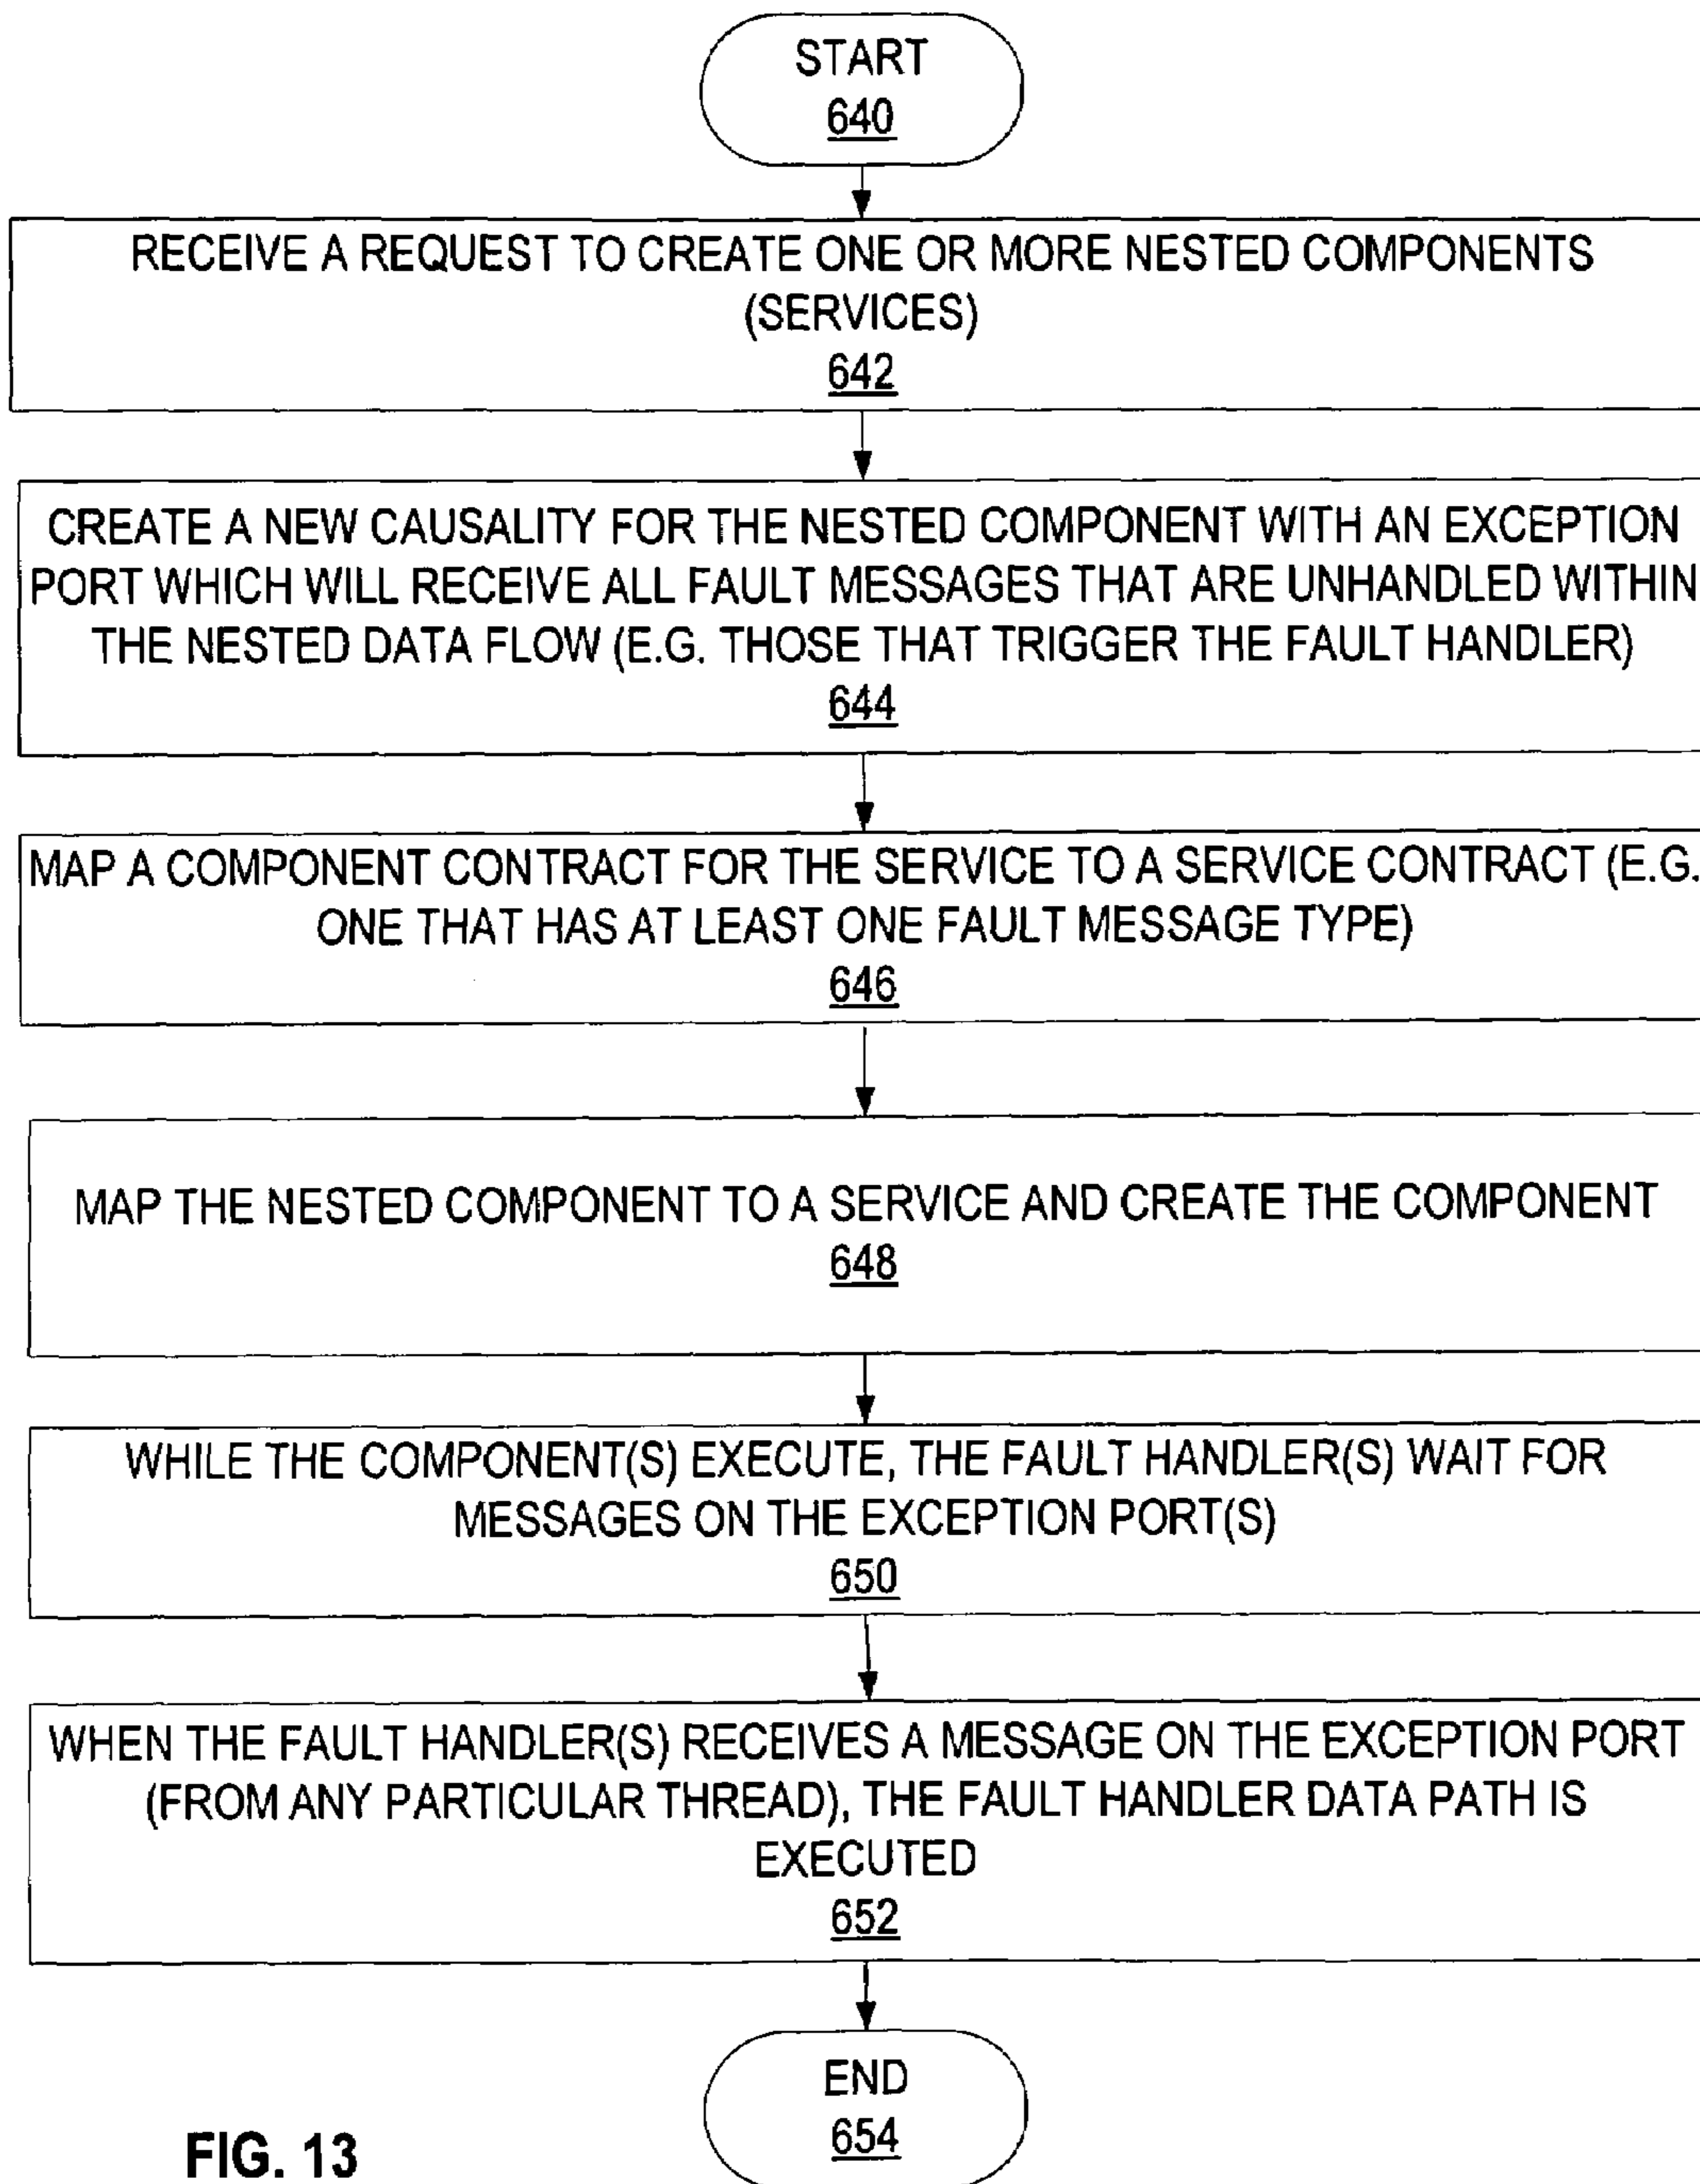 START
640
RECEIVE A REQUEST TO CREATE ONE OR MORE NESTED COMPONENTS
(SERVICES)
642
CREATE A NEW CAUSALITY FOR THE NESTED COMPONENT WITH AN EXCEPTION
PORT WHICH WILL RECEIVE ALL FAULT MESSAGES THAT ARE UNHANDLED WITHIN
THE NESTED DATA FLOW (E.G. THOSE THAT TRIGGER THE FAULT HANDLER)
644
MAP A COMPONENT CONTRACT FOR THE SERVICE TO A SERVICE CONTRACT (E.G.
ONE THAT HAS AT LEAST ONE FAULT MESSAGE TYPE)
646
MAP THE NESTED COMPONENT TO A SERVICE AND CREATE THE COMPONENT
648
WHILE THE COMPONENT(S) EXECUTE, THE FAULT HANDLER(S) WAIT FOR
MESSAGES ON THE EXCEPTION PORT(S)
650
WHEN THE FAULT HANDLER(S) RECEIVES A MESSAGE ON THE EXCEPTION PORT
(FROM ANY PARTICULAR THREAD), THE FAULT HANDLER DATA PATH IS
EXECUTED
652
END
654
FIG. 13